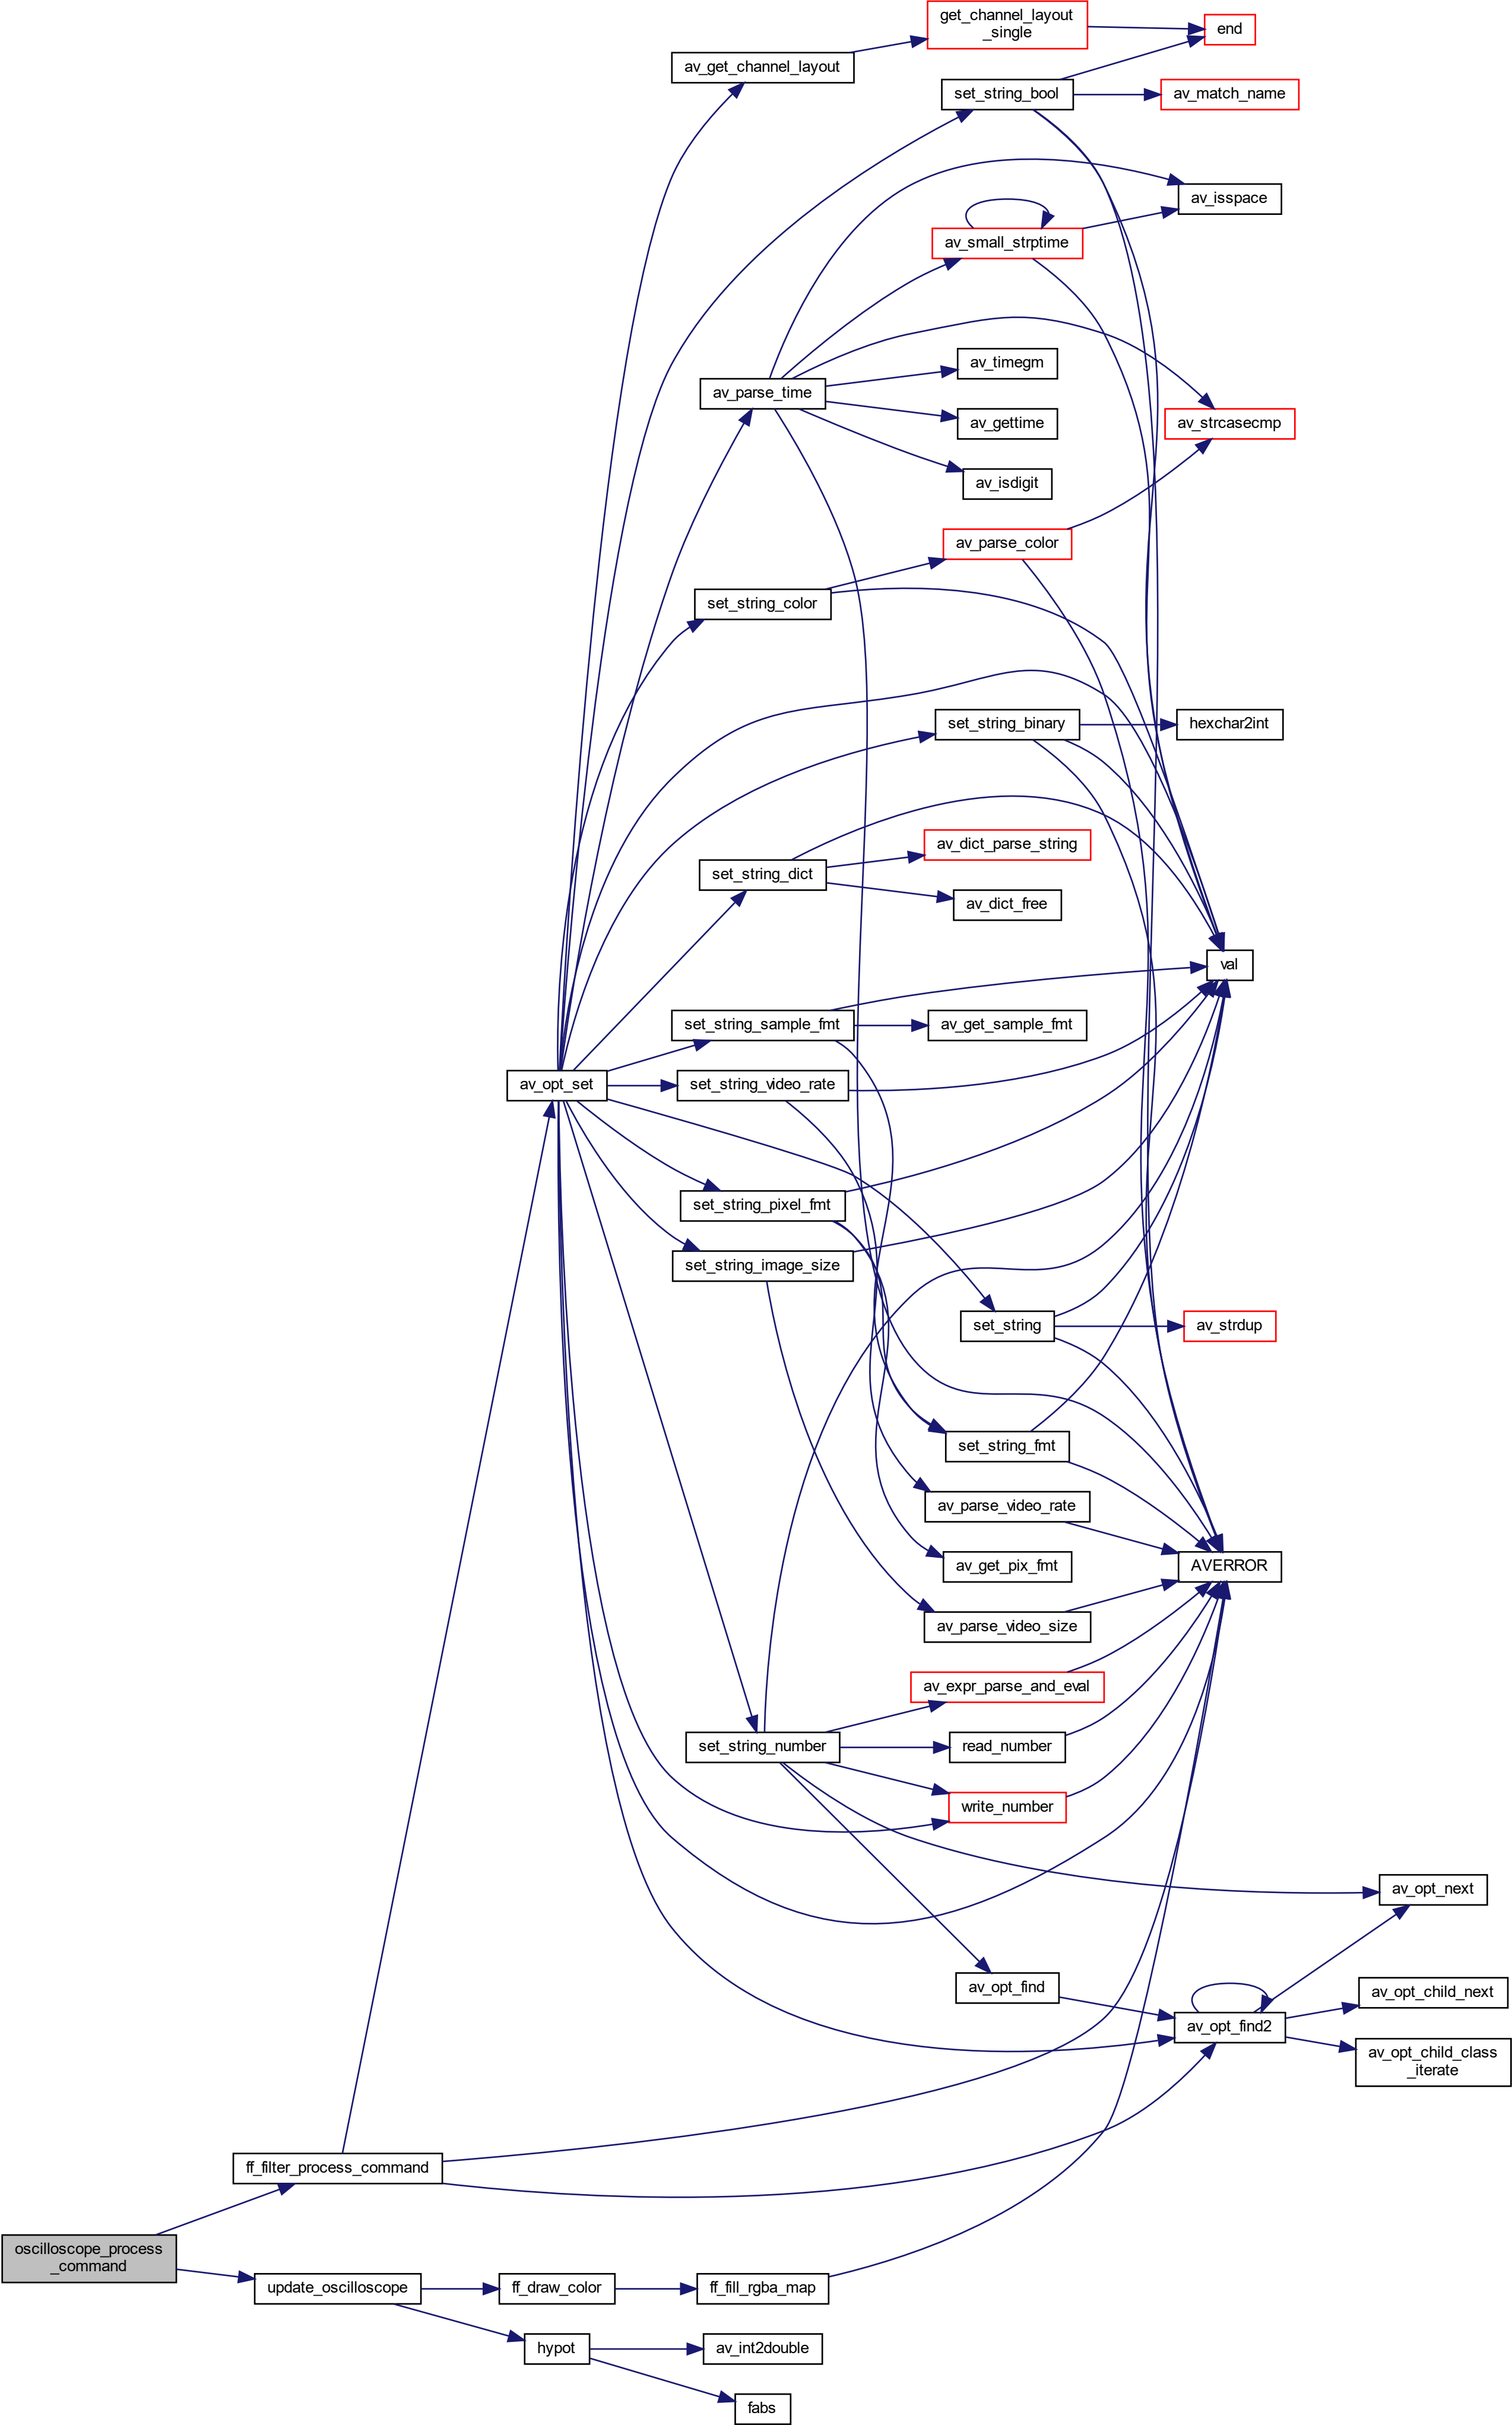 get_channel_layout
_single
end
av_get_channel_layout
set_string_bool
av_match_name
av_isspace
av_small_strptime
av_timegm
av_parse_time
av_gettime
av_strcasecmp
av_isdigit
av_parse_color
set_string_color
set_string_binary
hexchar2int
av_dict_parse_string
set_string_dict
av_dict_free
val
set_string_sample_fmt
av_get_sample_fmt
av_opt_set
set_string_video_rate
set_string_pixel_fmt
set_string_image_size
set_string
av_strdup
set_string_fmt
av_parse_video_rate
av_get_pix_fmt
AVERROR
av_parse_video_size
av_expr_parse_and_eval
set_string_number
read_number
write_number
av_opt_next
av_opt_find
av_opt_child_next
av_opt_find2
av_opt_child_class
_iterate
ff_filter_process_command
oscilloscope_process
_command
update_oscilloscope
ff_draw_color
ff_fill_rgba_map
hypot
av_int2double
fabs